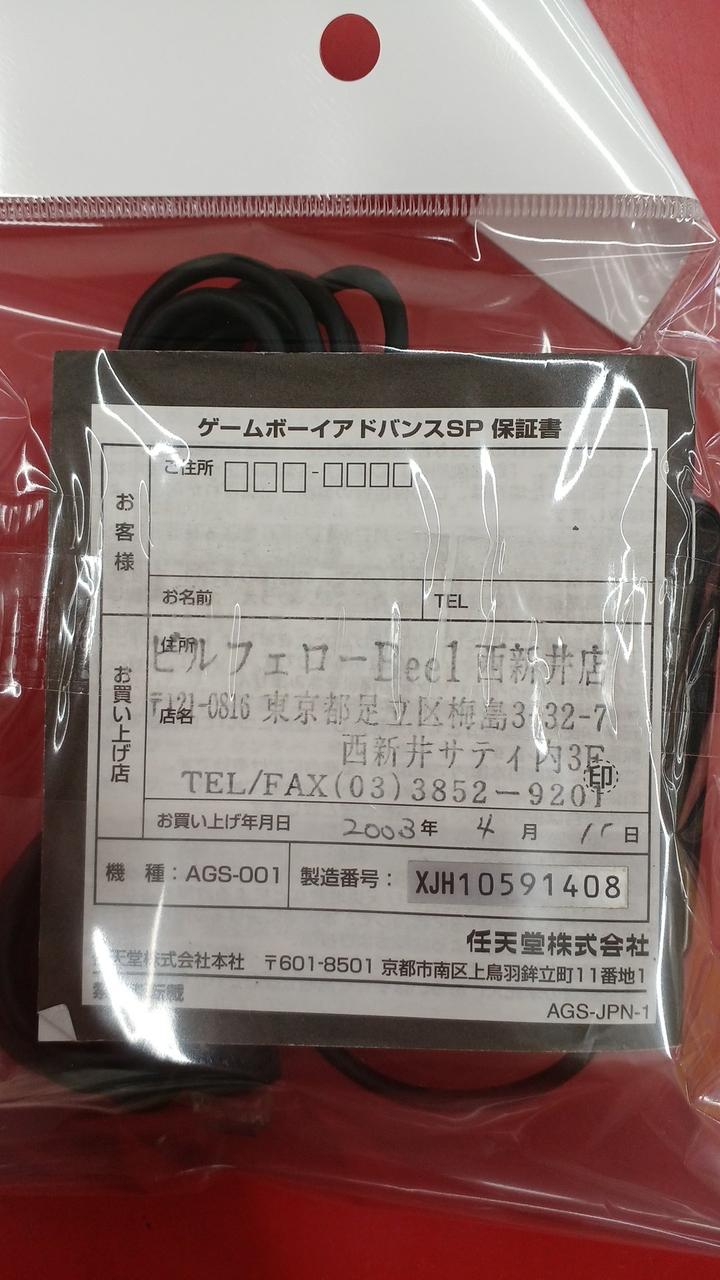 ゲームボーイアドバンスSP 保証書
お客様
ご住所 □□□-□□□□
お名前
TEL
お買い上げ店
住所
ビルフェローBeel 西新井店
店名
〒121-0816 東京都足立区梅島3-32-7
西新井サティ内3F
印
TEL/FAX(03)3852-9201
お買い上げ年月日 2003年 4月 日
機 種：AGS-001
製造番号： XJH10591408
任天堂株式会社
任天堂株式会社本社 〒601-8501 京都市南区上鳥羽鉾立町11番地1
転載
AGS-JPN-1